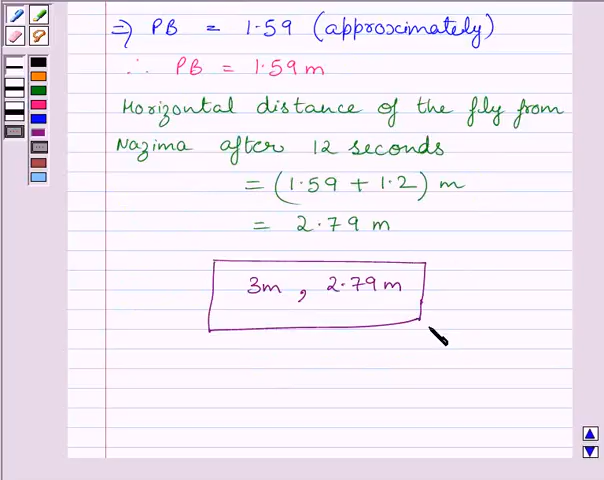 ⇒ PB = 1.59 (approximately)
∴ PB = 1.59 m
Horizontal distance of the fly from
Nazima after 12 seconds
= (1.59 + 1.2) m
= 2.79 m
3m , 2.79 m